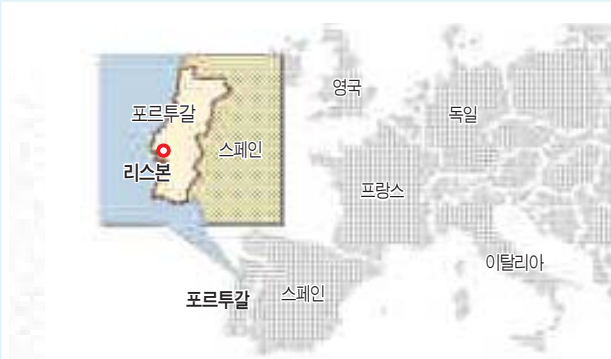 영국
독일
포르투갈
스페인
리스본
프랑스
이탈리아
포르투갈
스페인